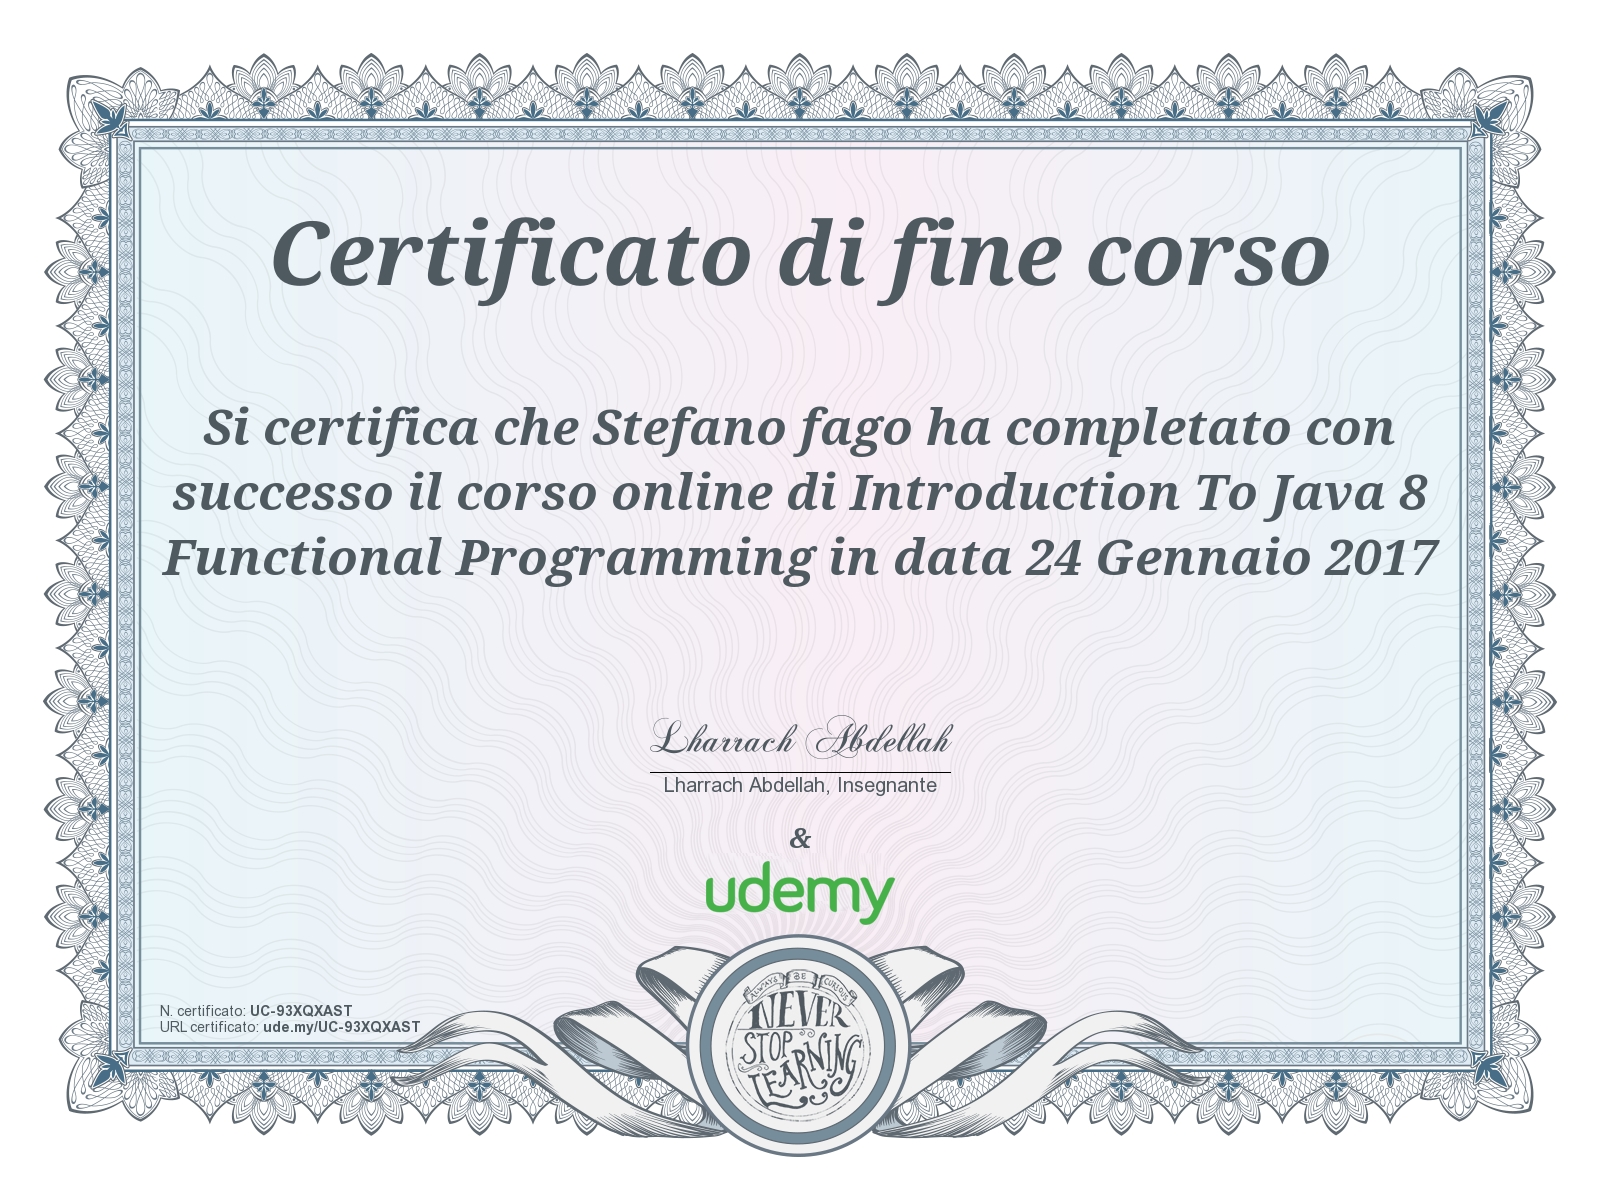 Certificato di fine corso
Si certifica che Stefano fago ha completato con
successo il corso online di Introduction To Java 8
Functional Programming in data 24 Gennaio 2017
Lharrach Abdellah
Lharrach Abdellah, Insegnante
&
udemy
N. certificato: UC-93XQXAST
URL certificato: ude.my/UC-93XQXAST
ALWAYS BE CURIOUS
NEVER
STOP
LEARNING